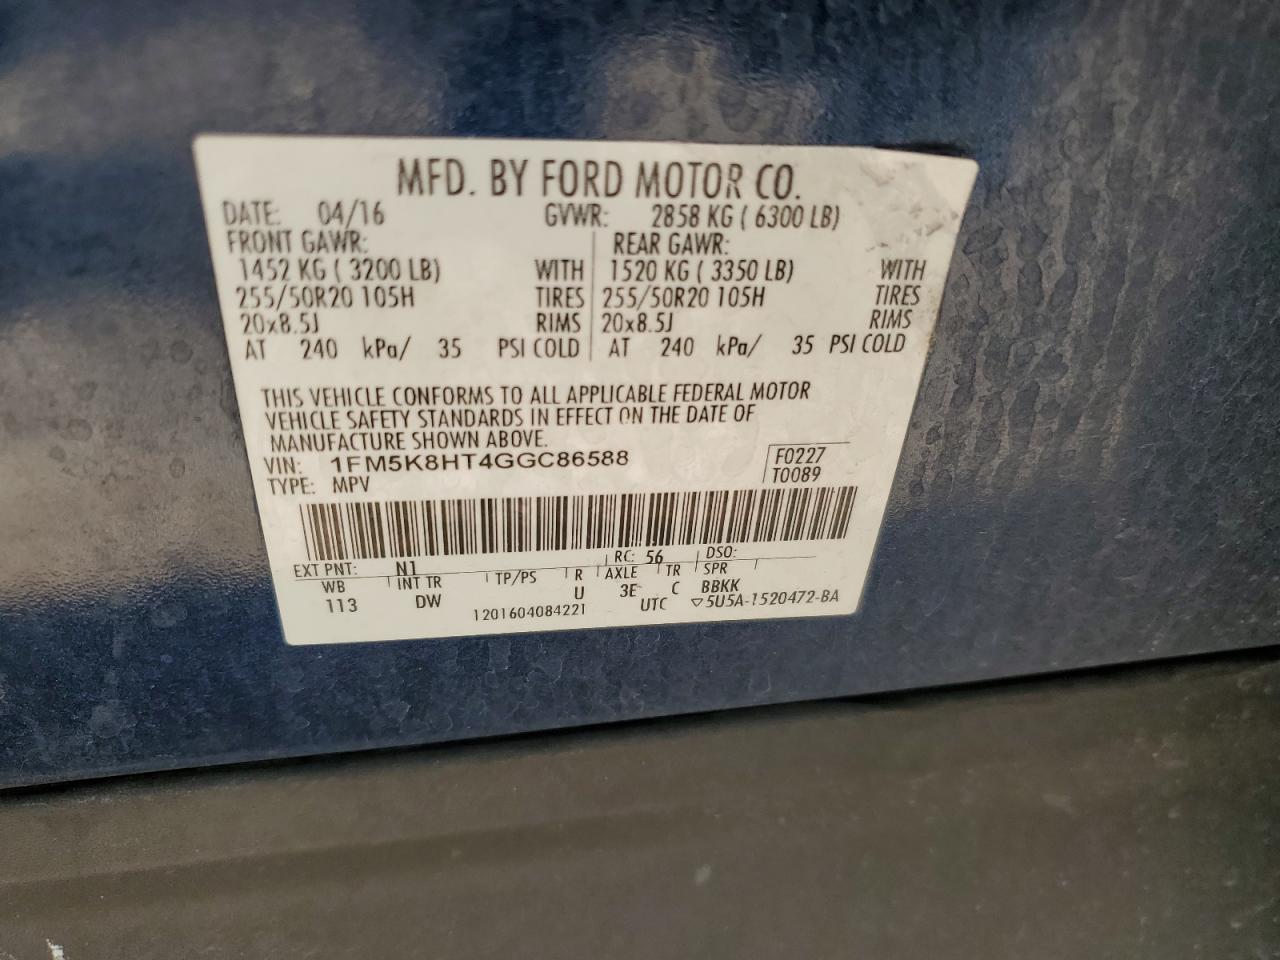 MFD. BY FORD MOTOR CO.
DATE: 04/16 GVWR: 2858 KG ( 6300 LB)
FRONT GAWR: REAR GAWR:
1452 KG ( 3200 LB) WITH 1520 KG ( 3350 LB) WITH
255/50R20 105H TIRES 255/50R20 105H TIRES
20x8.5J RIMS 20x8.5J RIMS
AT 240 kPa/ 35 PSI COLD AT 240 kPa/ 35 PSI COLD
THIS VEHICLE CONFORMS TO ALL APPLICABLE FEDERAL MOTOR
VEHICLE SAFETY STANDARDS IN EFFECT ON THE DATE OF
MANUFACTURE SHOWN ABOVE.
VIN: 1FM5K8HT4GGC86588 F0227
TYPE: MPV T0089
EXT PNT: N1 RC: 56 DSO:
WB INT TR TP/PS R AXLE TR SPR
113 DW U 3E C BBKK
1201604084221 UTC ▽5U5A-1520472-BA